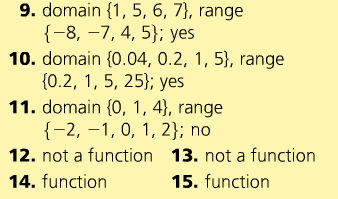 9. domain {1, 5, 6, 7}, range
{−8, −7, 4, 5}; yes
10. domain {0.04, 0.2, 1, 5}, range
{0.2, 1, 5, 25}; yes
11. domain {0, 1, 4}, range
{−2, −1, 0, 1, 2}; no
12. not a function 13. not a function
14. function 15. function